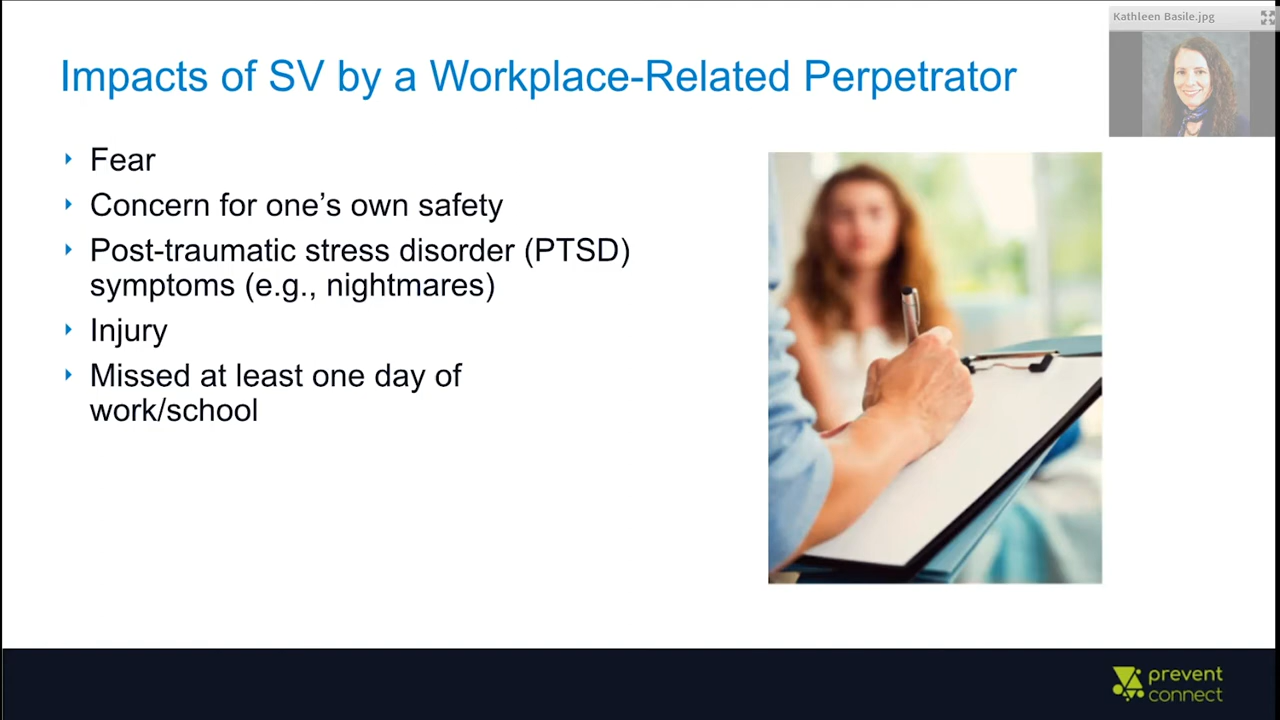 Kathleen Basile.jpg
Impacts of SV by a Workplace-Related Perpetrator
Fear
Concern for one’s own safety
Post-traumatic stress disorder (PTSD)
symptoms (e.g., nightmares)
Injury
Missed at least one day of
work/school
prevent
connect